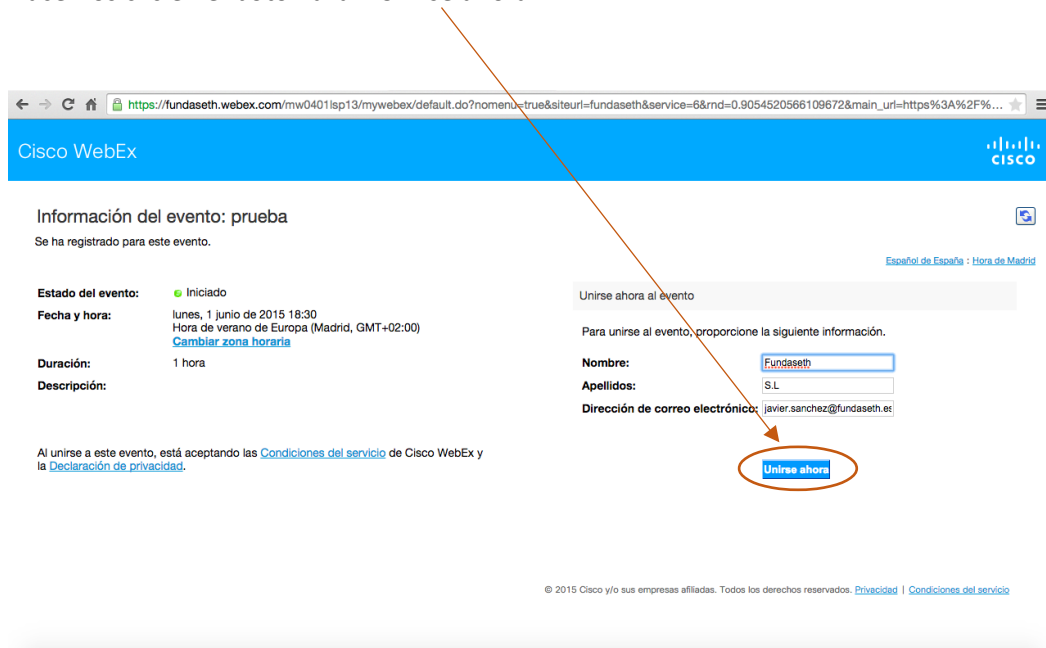 https://fundaseth.webex.com/mw0401lsp13/mywebex/default.do?nomenu=true&siteurl=fundaseth&service=6&rnd=0.9054520566109672&main_url=https%3A%2F%...
Cisco WebEx
CISCO
Información del evento: prueba
Se ha registrado para este evento.
Español de España : Hora de Madrid
Estado del evento: Iniciado
Fecha y hora: lunes, 1 junio de 2015 18:30
Hora de verano de Europa (Madrid, GMT+02:00)
Cambiar zona horaria
Duración: 1 hora
Descripción:
Al unirse a este evento, está aceptando las Condiciones del servicio de Cisco WebEx y
la Declaración de privacidad.
Unirse ahora al evento
Para unirse al evento, proporcione la siguiente información.
Nombre: Fundaseth
Apellidos: S.L
Dirección de correo electrónico: javier.sanchez@fundaseth.es
Unirse ahora
© 2015 Cisco y/o sus empresas afiliadas. Todos los derechos reservados. Privacidad | Condiciones del servicio